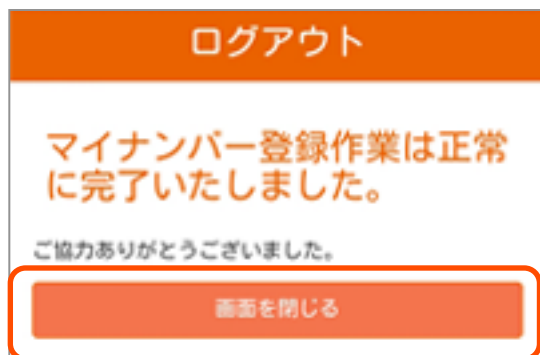 ログアウト
マイナンバー登録作業は正常
に完了いたしました。
ご協力ありがとうございました。
画面を閉じる